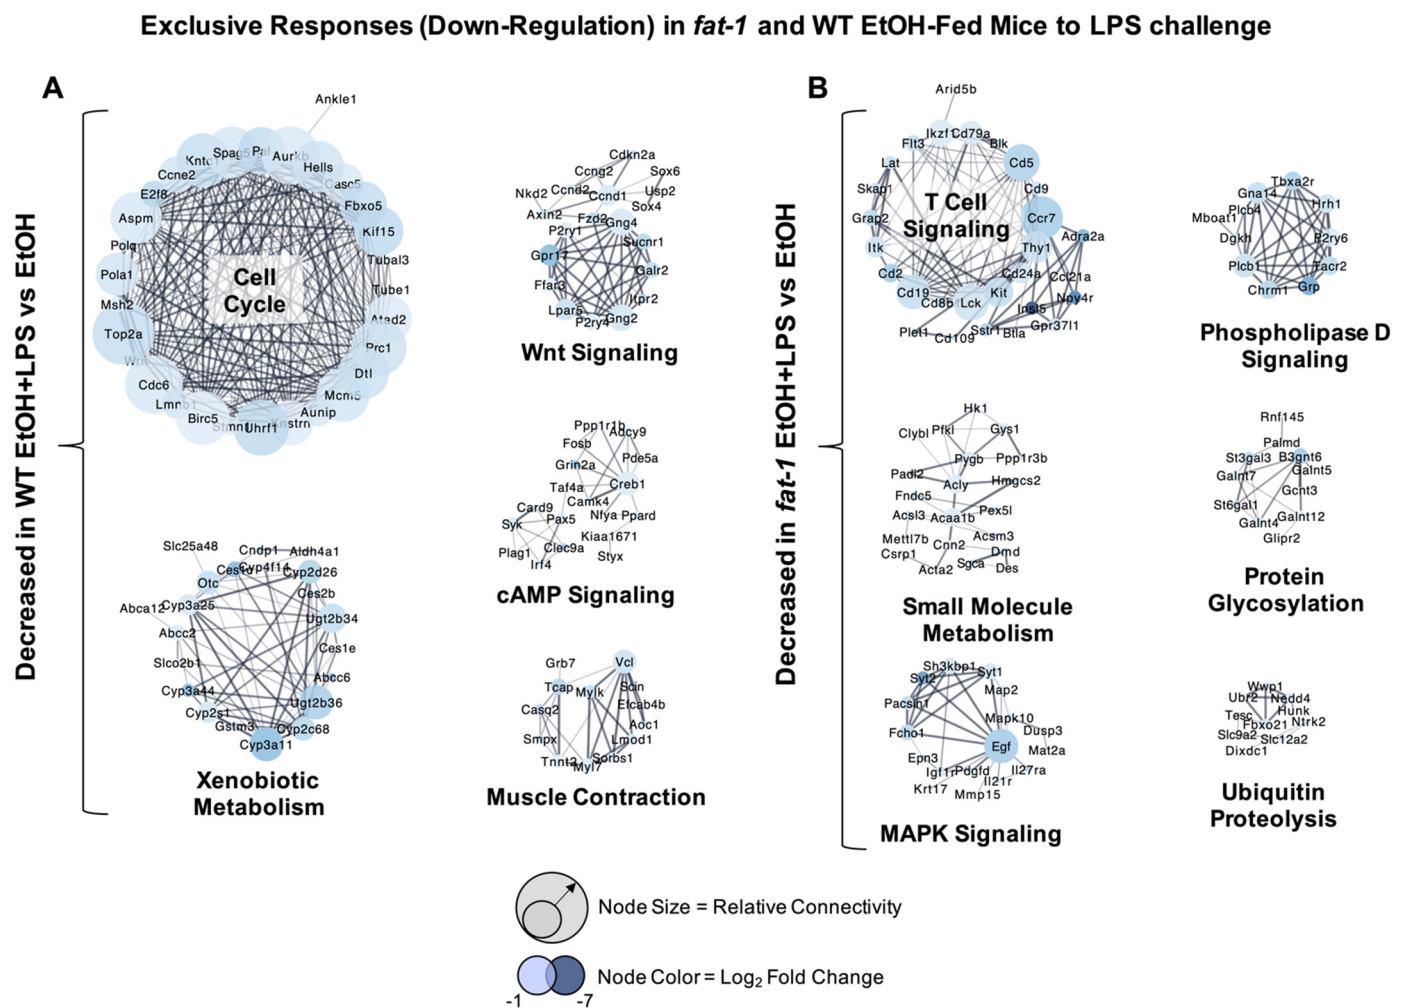 Exclusive Responses (Down-Regulation) in fat-1 and WT EtOH-Fed Mice to LPS challenge
A
Decreased in WT EtOH+LPS vs EtOH
Ankle1
Spag5
Aurkb
Hells
Ccne2
Casc5
E2f8
Fbxo5
Aspm
Kif15
Polq
Tubal3
Pola1
Cell
Cycle
Tube1
Msh2
Atad2
Top2a
Prc1
Dtl
Cdc6
Mcm5
Lmnb1
Aunip
Birc5
Stmn1
Uhrf1
Knstrn
Cdkn2a
Ccng2
Sox6
Nkd2
Ccnd2
Ccnd1
Usp2
Sox4
Axin2
Fzd2
Gng4
P2ry1
Sucnr1
Gpr17
Galr2
Ffar3
Itpr2
Lpar5
P2ry4
Gng2
Wnt Signaling
Ppp1r1b
Adcy9
Fosb
Grin2a
Pde5a
Taf4a
Creb1
Camk4
Card9
Nfya
Ppard
Syk
Pax5
Kiaa1671
Plag1
Clec9a
Styx
Irf4
cAMP Signaling
Slc25a48
Cndp1
Aldh4a1
Cyp4f14
Cyp2d26
Otc
Ces2b
Abca12
Cyp3a25
Ugt2b34
Abcc2
Ces1e
Slco2b1
Abcc6
Cyp3a44
Ugt2b36
Cyp2s1
Gstm3
Cyp2c68
Cyp3a11
Xenobiotic
Metabolism
Grb7
Vcl
Tcap
Mylk
Scin
Casq2
Efcab4b
Aoc1
Smpx
Lmod1
Tnnt2
Myl7
Sorbs1
Muscle Contraction
B
Decreased in fat-1 EtOH+LPS vs EtOH
Arid5b
Ikzf1
Cd79a
Flt3
Blk
Lat
Cd5
Skap1
Cd9
T Cell
Signaling
Grap2
Ccr7
Adra2a
Itk
Thy1
Cd2
Cd24a
Ccl21a
Cd19
Cd8b
Lck
Kit
Npy4r
Insl5
Plet1
Cd109
Sstr1
Btla
Gpr37l1
Tbxa2r
Gna14
Hrh1
Plcb4
Mboat1
Dgkh
P2ry6
Plcb1
Tacr2
Chrm1
Grp
Phospholipase D
Signaling
Hk1
Clybl
Pfkl
Gys1
Pygb
Ppp1r3b
Padi2
Acly
Hmgcs2
Fndc5
Acsl3
Acaa1b
Pex5l
Mettl7b
Cnn2
Acsm3
Csrp1
Dmd
Acta2
Sgca
Des
Small Molecule
Metabolism
Rnf145
Palmd
St3gal3
B3gnt6
Galnt7
Galnt5
Gcnt3
St6gal1
Galnt4
Galnt12
Glipr2
Protein
Glycosylation
Sh3kbp1
Syt2
Syt1
Map2
Pacsin1
Mapk10
Fcho1
Dusp3
Egf
Mat2a
Epn3
Igf1r
Pdgfd
Il27ra
Krt17
Il21r
Mmp15
MAPK Signaling
Wwp1
Ubr2
Nedd4
Hunk
Tesc
Fbxo21
Ntrk2
Slc9a2
Slc12a2
Dixdc1
Ubiquitin
Proteolysis
Node Size = Relative Connectivity
Node Color = Log2 Fold Change
-1
-7